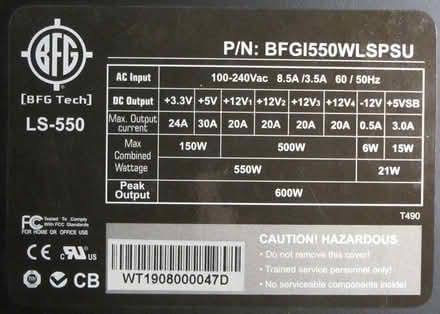 BFG
[BFG Tech]
LS-550
P/N: BFGI550WLSPSU
AC Input 100-240Vac 8.5A/3.5A 60 / 50Hz
DC Output +3.3V +5V +12V1 +12V2 +12V3 +12V4 -12V +5VSB
Max. Output current 24A 30A 20A 20A 20A 20A 0.5A 3.0A
Max Combined Wattage 150W 500W 6W 15W
550W 21W
Peak Output 600W
T490
FC Tested To Comply
With FCC Standards
FOR HOME OR OFFICE USE
CE c UL us
CB
WT1908000047D
CAUTION! HAZARDOUS
• Do not remove this cover!
• Trained service personnel only!
• No serviceable components inside!